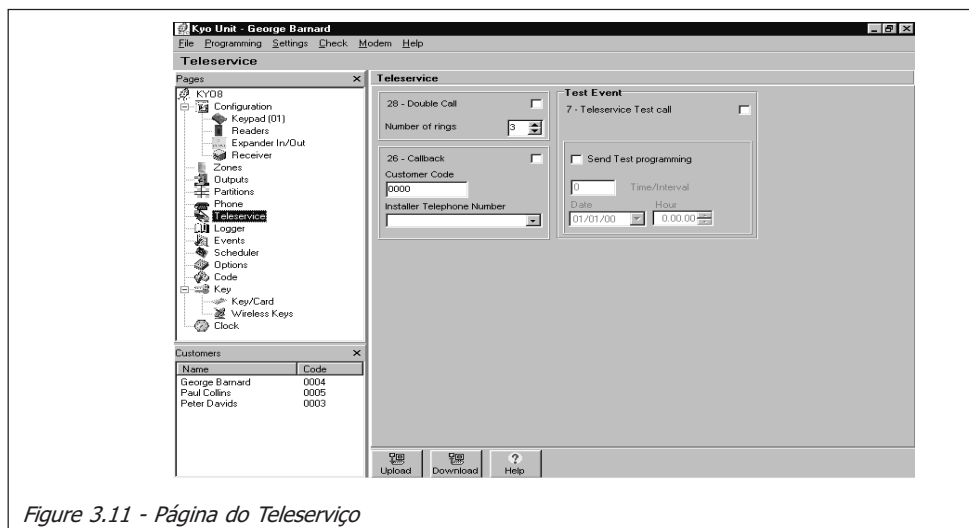 Kyo Unit - George Barnard
File Programming Settings Check Modem Help
Teleservice
Pages
KYO8
Configuration
Keypad (01)
Readers
Expander In/Out
Receiver
Zones
Outputs
Partitions
Phone
Teleservice
Logger
Events
Scheduler
Options
Code
Key
Key/Card
Wireless Keys
Clock
Customers
Name Code
George Barnard 0004
Paul Collins 0005
Peter Davids 0003
Teleservice
28 - Double Call
Number of rings 3
26 - Callback
Customer Code
0000
Installer Telephone Number
Test Event
7 - Teleservice Test call
Send Test programming
0 Time/Interval
Date Hour
01/01/00 0.00.00
Upload Download Help
Figure 3.11 - Página do Teleserviço